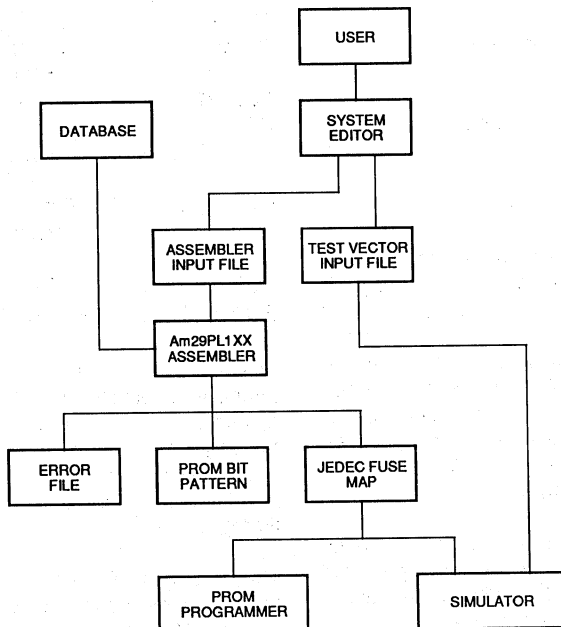 USER
DATABASE
SYSTEM
EDITOR
ASSEMBLER
INPUT FILE
TEST VECTOR
INPUT FILE
Am29PL1XX
ASSEMBLER
ERROR
FILE
PROM BIT
PATTERN
JEDEC FUSE
MAP
PROM
PROGRAMMER
SIMULATOR